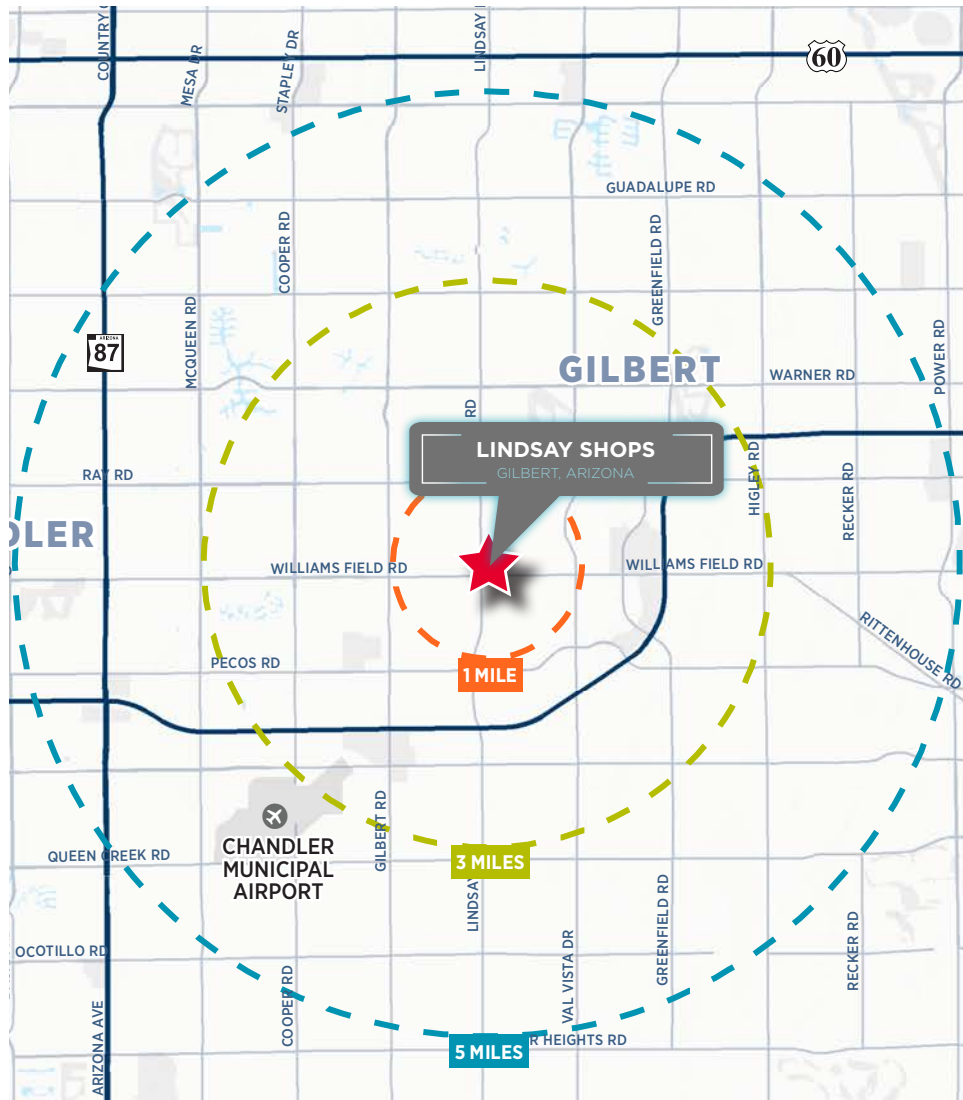 COUNTRY
MESA DR
STAPLEY DR
LINDSAY
60
GUADALUPE RD
COOPER RD
GREENFIELD RD
MCQUEEN RD
ARIZONA
87
GILBERT
WARNER RD
POWER RD
RD
LINDSAY SHOPS
GILBERT, ARIZONA
HIGLEY RD
RECKER RD
RAY RD
DLER
WILLIAMS FIELD RD
WILLIAMS FIELD RD
RITTENHOUSE RD
PECOS RD
1 MILE
CHANDLER
MUNICIPAL
AIRPORT
GILBERT RD
QUEEN CREEK RD
3 MILES
LINDSAY
GREENFIELD RD
RECKER RD
OCOTILLO RD
VAL VISTA DR
COOPER RD
ARIZONA AVE
5 MILES
R HEIGHTS RD